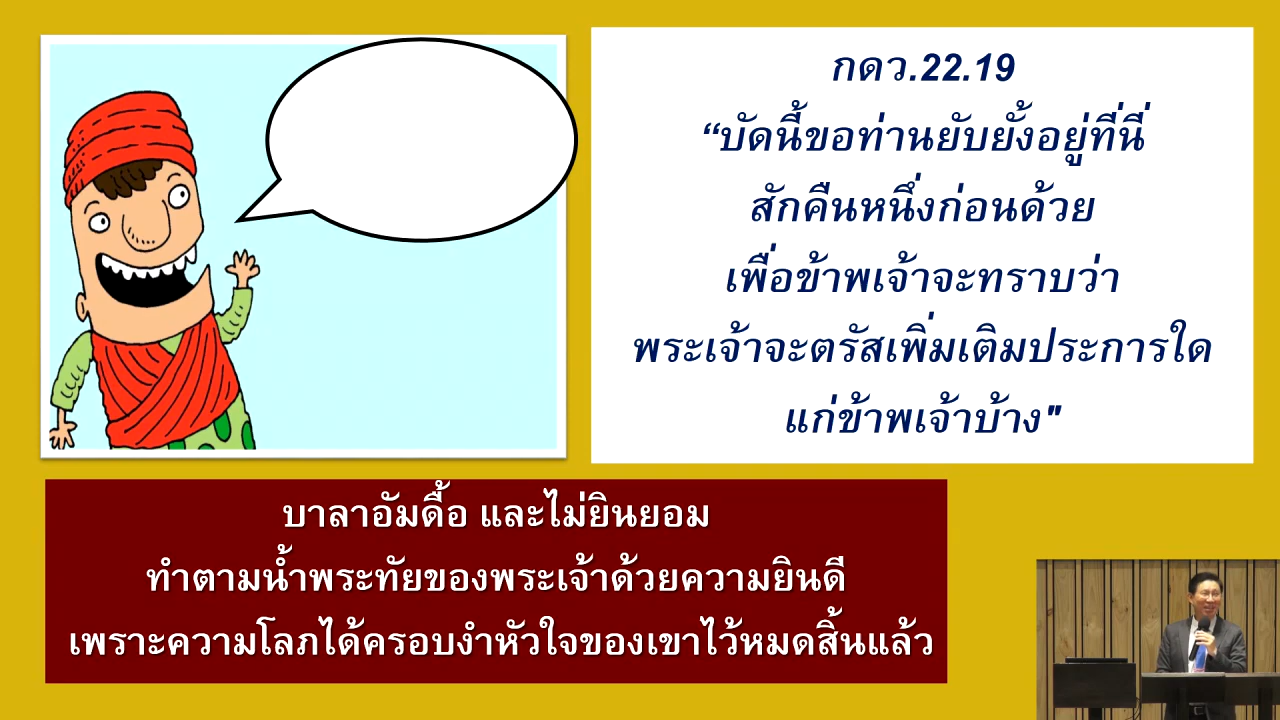 กดว.22.19
“บัดนี้ขอท่านยับยั้งอยู่ที่นี่
สักคืนหนึ่งก่อนด้วย
เพื่อข้าพเจ้าจะทราบว่า
พระเจ้าจะตรัสเพิ่มเติมประการใด
แก่ข้าพเจ้าบ้าง"
บาลาอัมดื้อ และไม่ยินยอม
ทำตามน้ำพระทัยของพระเจ้าด้วยความยินดี
เพราะความโลภได้ครอบงำหัวใจของเขาไว้หมดสิ้นแล้ว